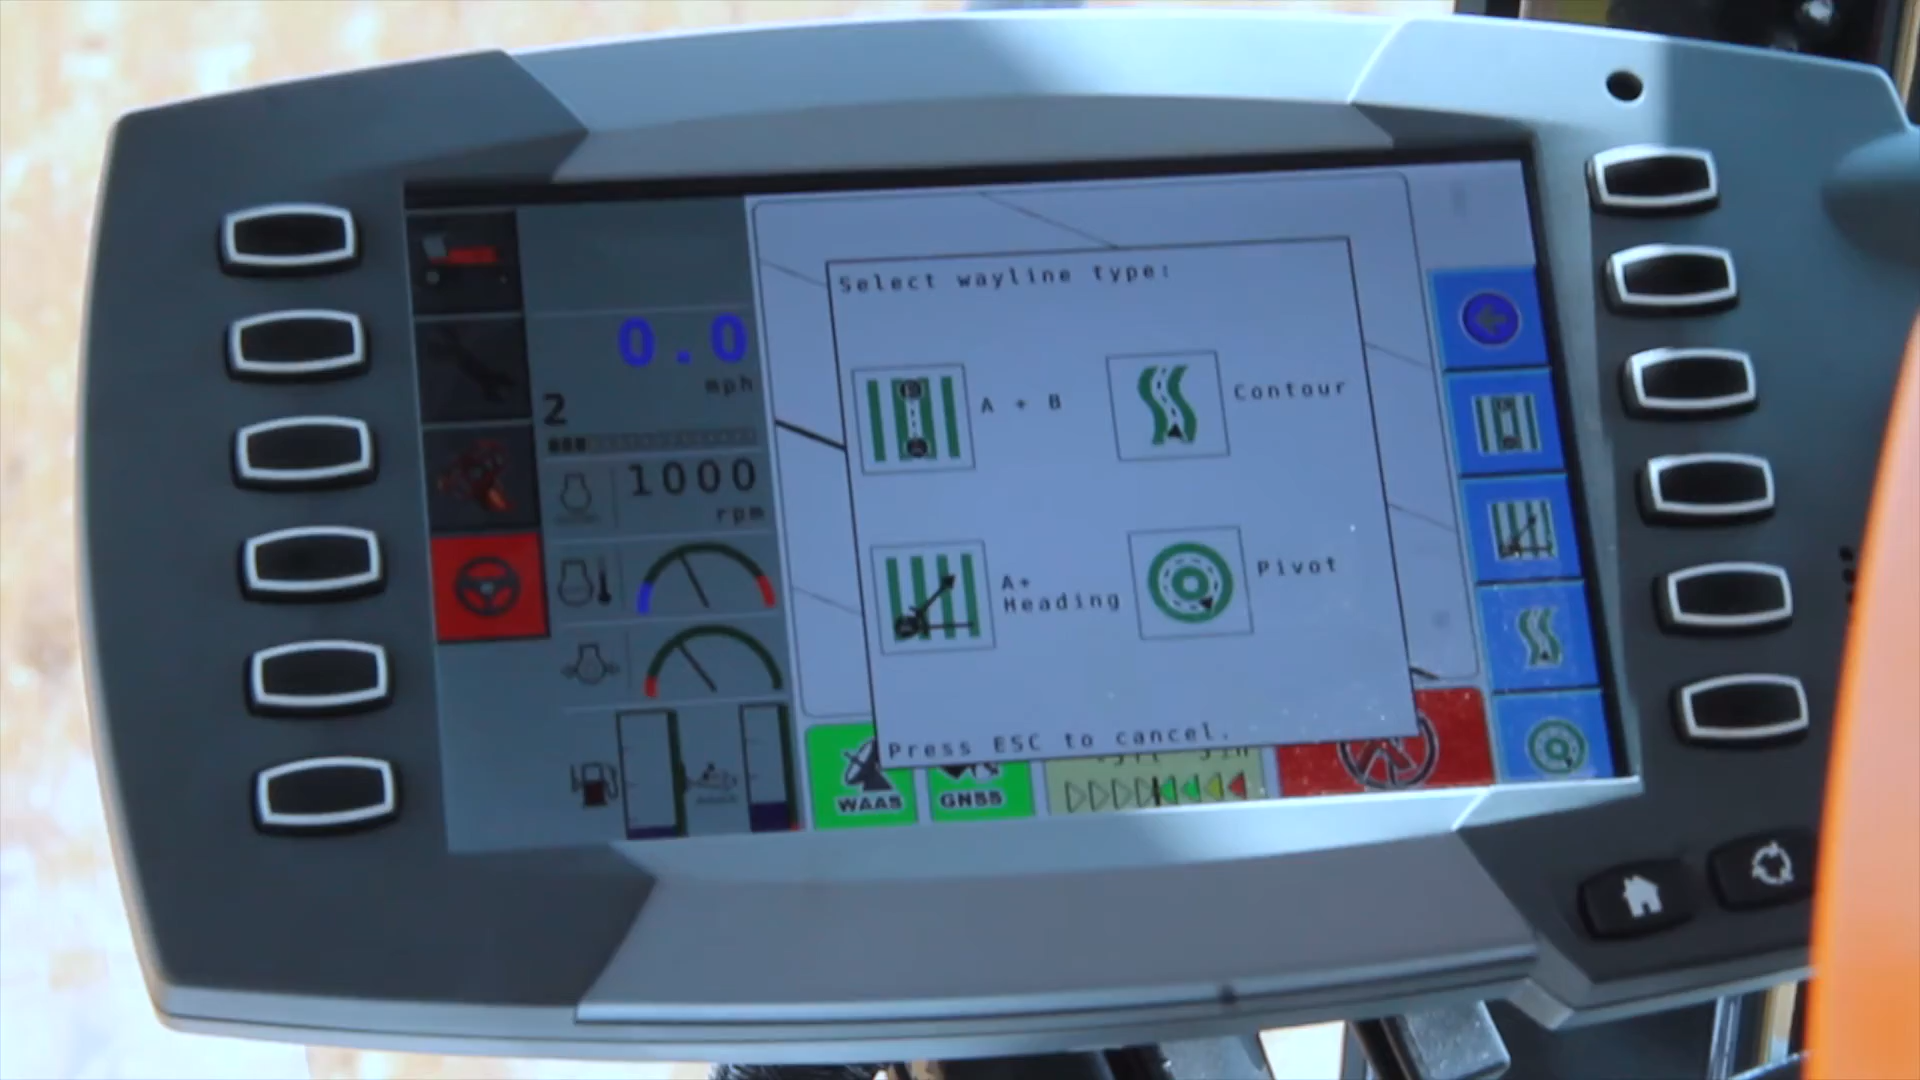 Select wayline type:
0.0
mph
2
A + B
Contour
1000
rpm
A+
Heading
Pivot
Press ESC to cancel.
WAAS
GNSS